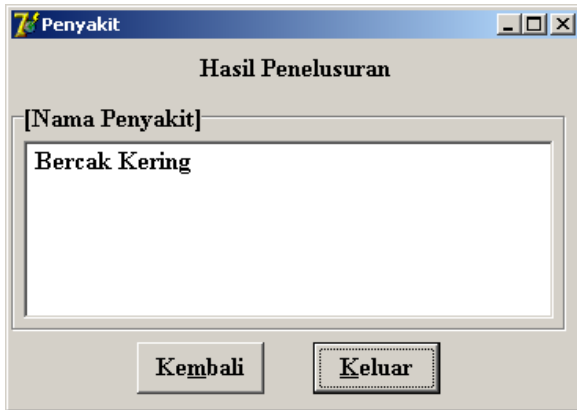 Penyakit
Hasil Penelusuran
[Nama Penyakit]
Bercak Kering
Kembali
Keluar